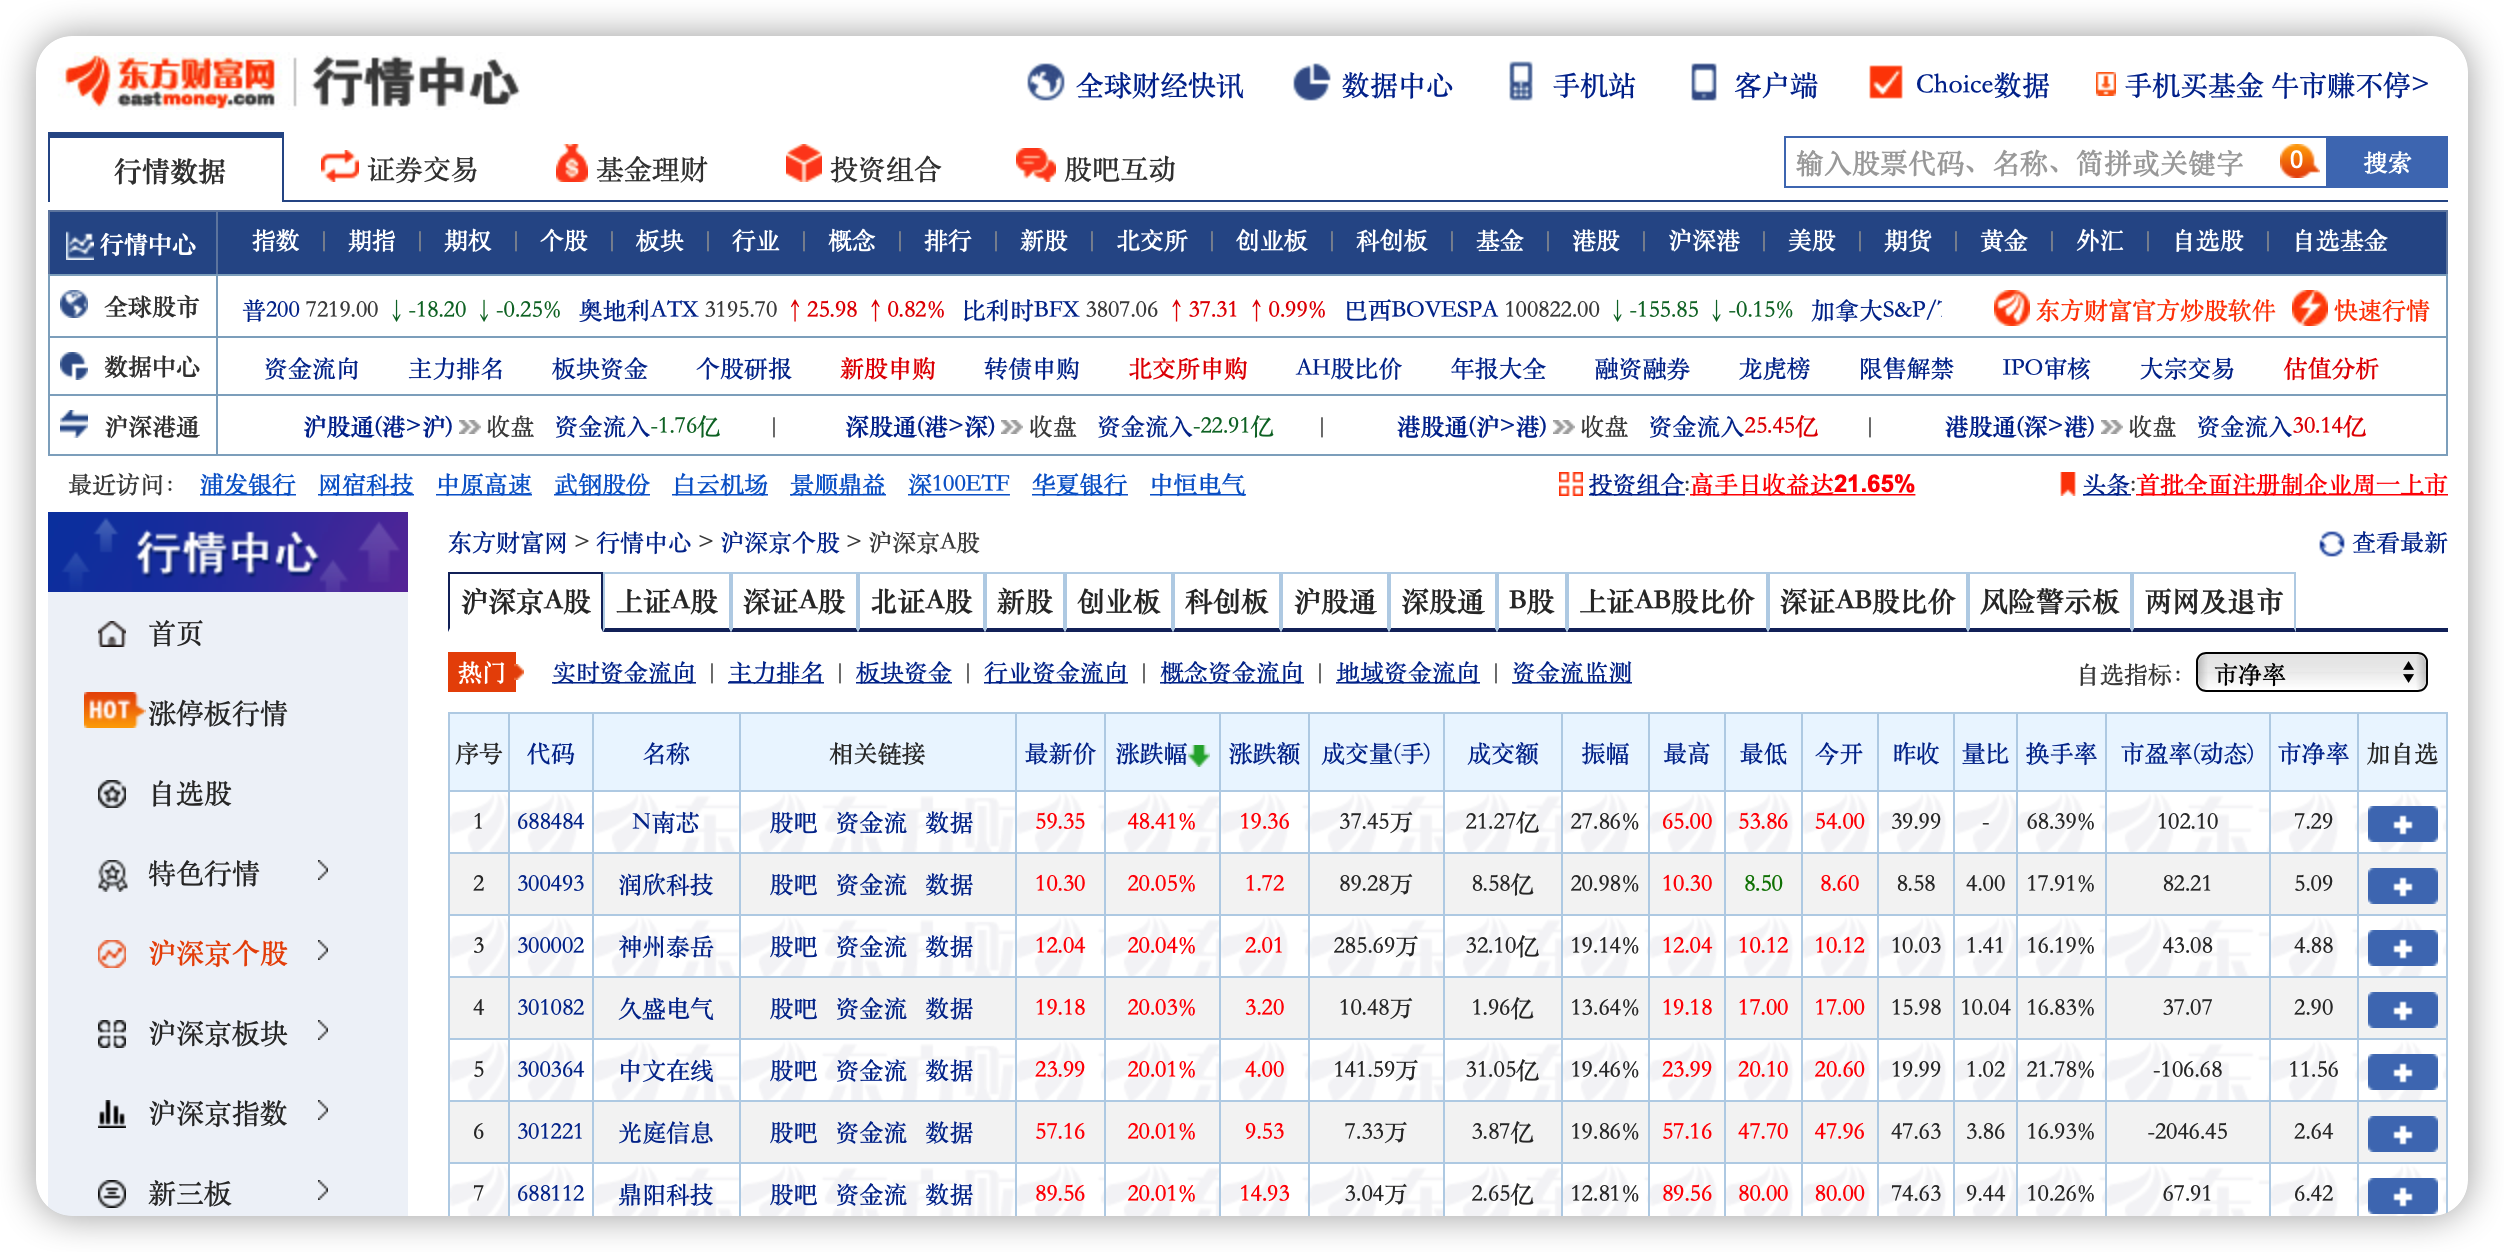 东方财富网 eastmoney.com 行情中心 全球财经快讯 数据中心 手机站 客户端 Choice数据 手机买基金 牛市赚不停>
行情数据 证券交易 基金理财 投资组合 股吧互动 输入股票代码、名称、简拼或关键字 0 搜索
行情中心 指数 期指 期权 个股 板块 行业 概念 排行 新股 北交所 创业板 科创板 基金 港股 沪深港 美股 期货 黄金 外汇 自选股 自选基金
全球股市 普200 7219.00 ↓-18.20 ↓-0.25% 奥地利ATX 3195.70 ↑25.98 ↑0.82% 比利时BFX 3807.06 ↑37.31 ↑0.99% 巴西BOVESPA 100822.00 ↓-155.85 ↓-0.15% 加拿大S&P/ 东方财富官方炒股软件 快速行情
数据中心 资金流向 主力排名 板块资金 个股研报 新股申购 转债申购 北交所申购 AH股比价 年报大全 融资融券 龙虎榜 限售解禁 IPO审核 大宗交易 估值分析
沪深港通 沪股通(港>沪) 收盘 资金流入-1.76亿 | 深股通(港>深) 收盘 资金流入-22.91亿 | 港股通(沪>港) 收盘 资金流入25.45亿 | 港股通(深>港) 收盘 资金流入30.14亿
最近访问： 浦发银行 网宿科技 中原高速 武钢股份 白云机场 景顺鼎益 深100ETF 华夏银行 中恒电气 投资组合:高手日收益达21.65% 头条:首批全面注册制企业周一上市
行情中心
首页
HOT 涨停板行情
自选股
特色行情
沪深京个股
沪深京板块
沪深京指数
新三板
东方财富网 > 行情中心 > 沪深京个股 > 沪深京A股 查看最新
沪深京A股 上证A股 深证A股 北证A股 新股 创业板 科创板 沪股通 深股通 B股 上证AB股比价 深证AB股比价 风险警示板 两网及退市
热门 实时资金流向 | 主力排名 | 板块资金 | 行业资金流向 | 概念资金流向 | 地域资金流向 | 资金流监测 自选指标： 市净率
序号 代码 名称 相关链接 最新价 涨跌幅 涨跌额 成交量(手) 成交额 振幅 最高 最低 今开 昨收 量比 换手率 市盈率(动态) 市净率 加自选
1 688484 N南芯 股吧 资金流 数据 59.35 48.41% 19.36 37.45万 21.27亿 27.86% 65.00 53.86 54.00 39.99 - 68.39% 102.10 7.29
2 300493 润欣科技 股吧 资金流 数据 10.30 20.05% 1.72 89.28万 8.58亿 20.98% 10.30 8.50 8.60 8.58 4.00 17.91% 82.21 5.09
3 300002 神州泰岳 股吧 资金流 数据 12.04 20.04% 2.01 285.69万 32.10亿 19.14% 12.04 10.12 10.12 10.03 1.41 16.19% 43.08 4.88
4 301082 久盛电气 股吧 资金流 数据 19.18 20.03% 3.20 10.48万 1.96亿 13.64% 19.18 17.00 17.00 15.98 10.04 16.83% 37.07 2.90
5 300364 中文在线 股吧 资金流 数据 23.99 20.01% 4.00 141.59万 31.05亿 19.46% 23.99 20.10 20.60 19.99 1.02 21.78% -106.68 11.56
6 301221 光庭信息 股吧 资金流 数据 57.16 20.01% 9.53 7.33万 3.87亿 19.86% 57.16 47.70 47.96 47.63 3.86 16.93% -2046.45 2.64
7 688112 鼎阳科技 股吧 资金流 数据 89.56 20.01% 14.93 3.04万 2.65亿 12.81% 89.56 80.00 80.00 74.63 9.44 10.26% 67.91 6.42